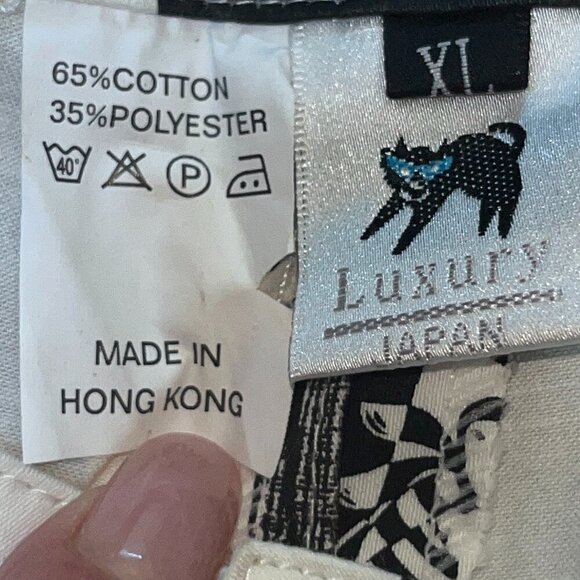 65%COTTON
35%POLYESTER
40°
P
MADE IN
HONG KONG
XL
Luxury
JAPAN